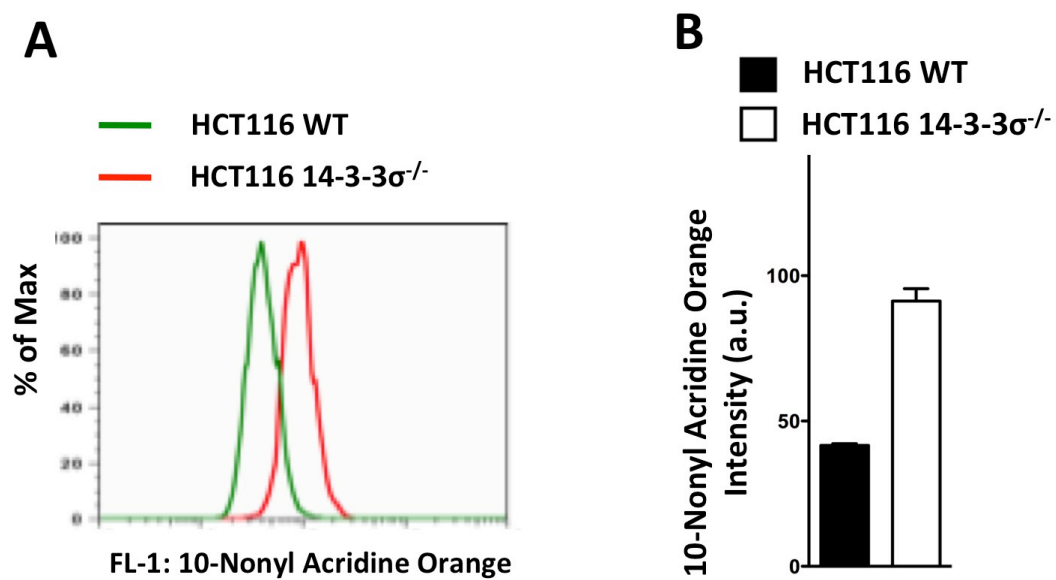 A
HCT116 WT
HCT116 14-3-3σ-/-
% of Max
100
80
60
40
20
0
FL-1: 10-Nonyl Acridine Orange
B
HCT116 WT
HCT116 14-3-3σ-/-
10-Nonyl Acridine Orange
Intensity (a.u.)
100
50
0